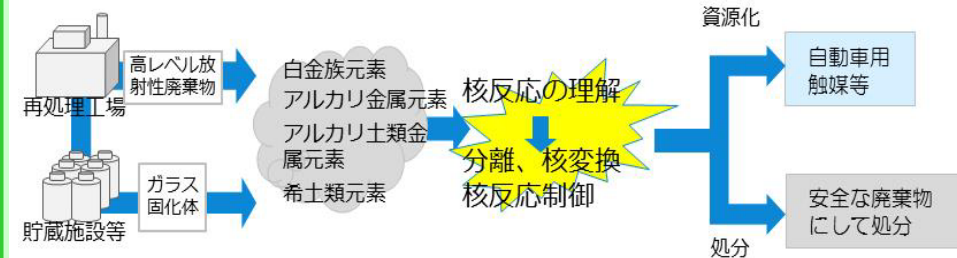 再処理工場
高レベル放
射性廃棄物
貯蔵施設等
ガラス
固化体
白金族元素
アルカリ金属元素
アルカリ土類金
属元素
希土類元素
核反応の理解
分離、核変換
核反応制御
資源化
自動車用
触媒等
処分
安全な廃棄物
にして処分